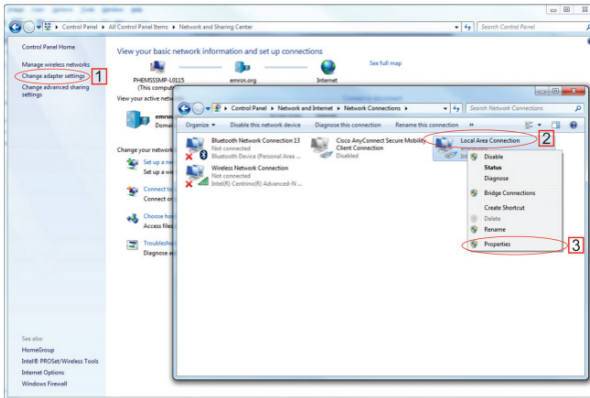 Control Panel ▸ All Control Panel Items ▸ Network and Sharing Center
Search Control Panel
Control Panel Home
Manage wireless networks
Change adapter settings
1
Change advanced sharing
settings
View your basic network information and set up connections
See full map
PHEMSSSMP-L0115
(This computer
emron.org
Internet
View your active netw
Domai
Change your network
Set up a ne
Set up a wir
Connect to
Connect or
Choose ho
Access files
Troublesho
Diagnose a
See also
HomeGroup
Intel® PROSet/Wireless Tools
Internet Options
Windows Firewall
Control Panel ▸ Network and Internet ▸ Network Connections ▸
Search Network Connections
Organize
Disable this network device
Diagnose this connection
Rename this connection
»
Bluetooth Network Connection 13
Not connected
Bluetooth Device (Personal Area ...
Cisco AnyConnect Secure Mobility
Client Connection
Disabled
Local Area Connection
2
Wireless Network Connection
Not connected
Intel(R) Centrino(R) Advanced-N ...
Disable
Status
Diagnose
Bridge Connections
Create Shortcut
Delete
Rename
Properties
3